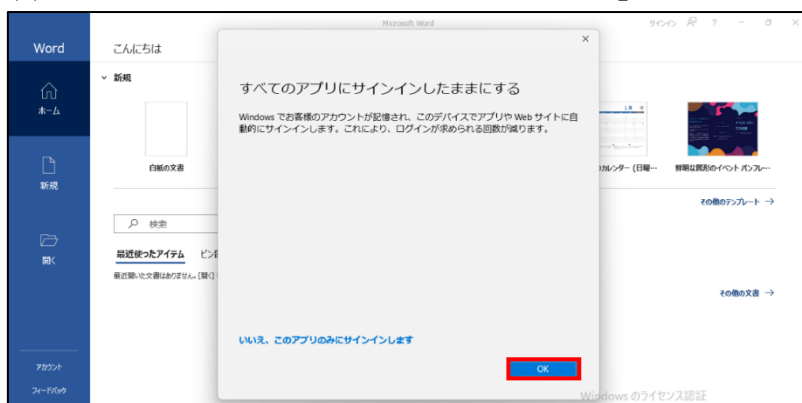 Microsoft Word
サインイン ? − ×
Word
こんにちは
×
新規
すべてのアプリにサインインしたままにする
ホーム
Windows でお客様のアカウントが記憶され、このデバイスでアプリや Web サイトに自
動的にサインインします。これにより、ログインが求められる回数が減ります。
白紙の文書
カレンダー (日曜…
鮮明な図形のイベント パンフレ…
新規
その他のテンプレート →
検索
最近使ったアイテム
開く
最近開いた文書はありません。[開く]
その他の文書 →
いいえ、このアプリのみにサインインします
OK
アカウント
フィードバック
Windows のライセンス認証